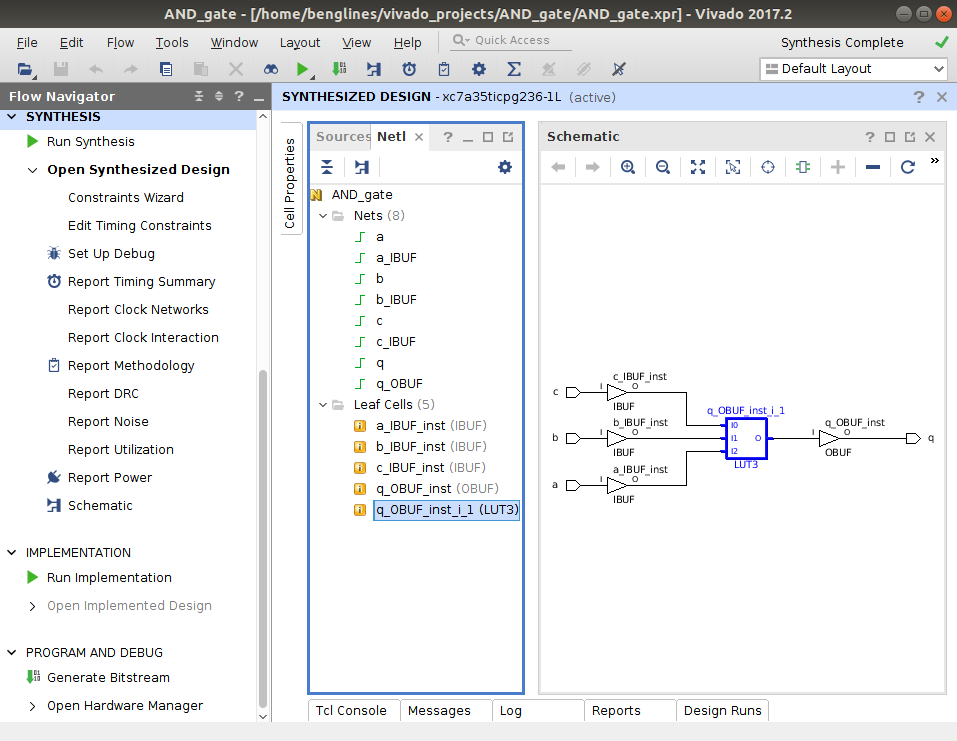 AND_gate - [/home/benglines/vivado_projects/AND_gate/AND_gate.xpr] - Vivado 2017.2
File Edit Flow Tools Window Layout View Help Quick Access Synthesis Complete
Default Layout
Flow Navigator
SYNTHESIS
Run Synthesis
Open Synthesized Design
Constraints Wizard
Edit Timing Constraints
Set Up Debug
Report Timing Summary
Report Clock Networks
Report Clock Interaction
Report Methodology
Report DRC
Report Noise
Report Utilization
Report Power
Schematic
IMPLEMENTATION
Run Implementation
Open Implemented Design
PROGRAM AND DEBUG
Generate Bitstream
Open Hardware Manager
SYNTHESIZED DESIGN - xc7a35ticpg236-1L (active)
Cell Properties
Sources Netl
AND_gate
Nets (8)
a
a_IBUF
b
b_IBUF
c
c_IBUF
q
q_OBUF
Leaf Cells (5)
a_IBUF_inst (IBUF)
b_IBUF_inst (IBUF)
c_IBUF_inst (IBUF)
q_OBUF_inst (OBUF)
q_OBUF_inst_i_1 (LUT3)
Schematic
c_IBUF_inst
c I O
IBUF
b_IBUF_inst
b I O
IBUF
a_IBUF_inst
a I O
IBUF
q_OBUF_inst_i_1
I0
I1 O
I2
LUT3
q_OBUF_inst
I O q
OBUF
Tcl Console Messages Log Reports Design Runs